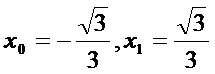 x₀ = -√3/3, x₁ = √3/3